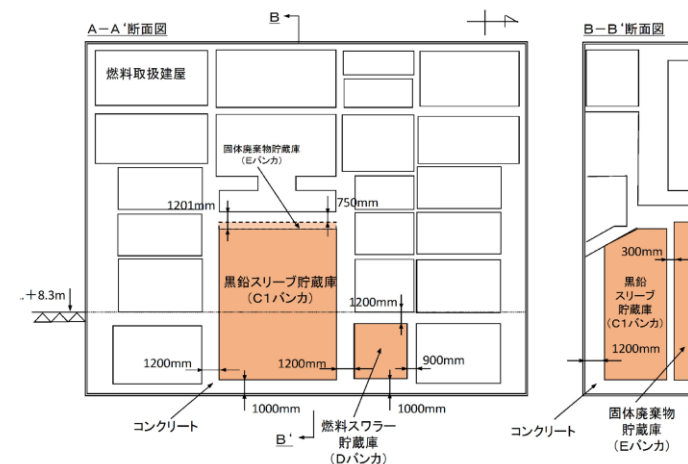 A-A'断面図
B
B-B'断面図
燃料取扱建屋
固体廃棄物貯蔵庫
(Eバンカ)
1201mm
750mm
黒鉛スリーブ貯蔵庫
(C1バンカ)
+8.3m
1200mm
1200mm
1200mm
900mm
1000mm
1000mm
コンクリート
燃料スワラー
貯蔵庫
(Dバンカ)
B'
300mm
黒鉛
スリーブ
貯蔵庫
(C1バンカ)
1200mm
コンクリート
固体廃棄物
貯蔵庫
(Eバンカ)